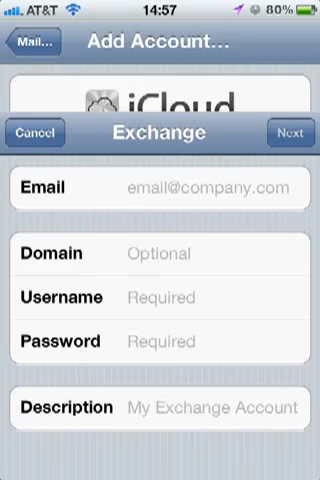 AT&T 14:57 80%
Mail... Add Account...
iCloud
Cancel Exchange Next
Email email@company.com
Domain Optional
Username Required
Password Required
Description My Exchange Account